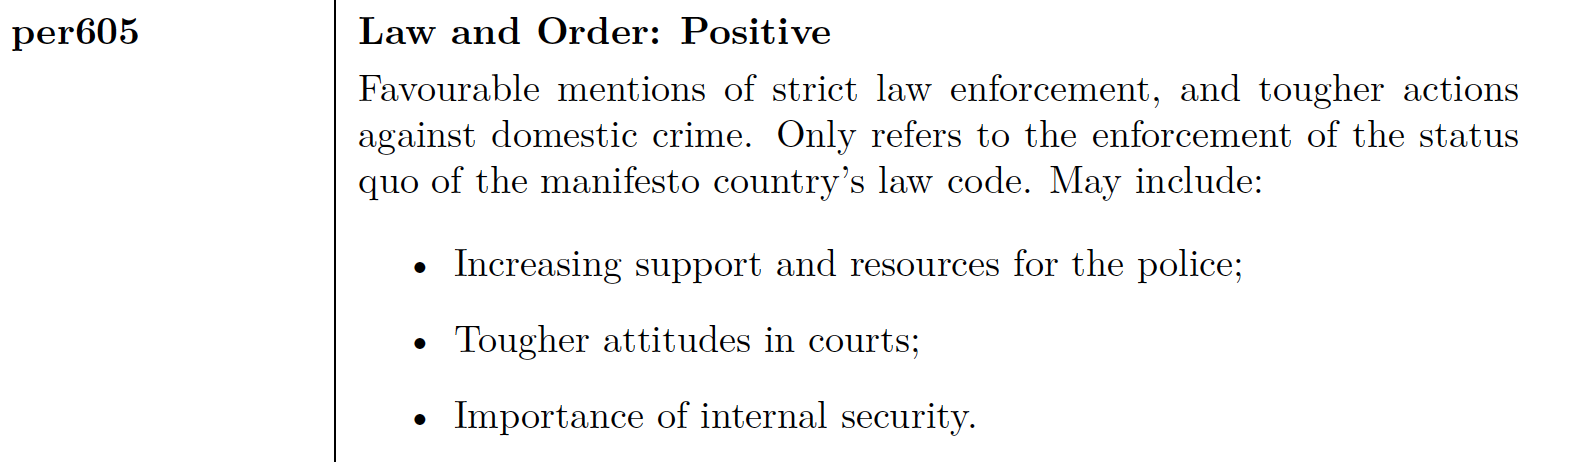 per605
Law and Order: Positive
Favourable mentions of strict law enforcement, and tougher actions
against domestic crime. Only refers to the enforcement of the status
quo of the manifesto country's law code. May include:
• Increasing support and resources for the police;
• Tougher attitudes in courts;
• Importance of internal security.